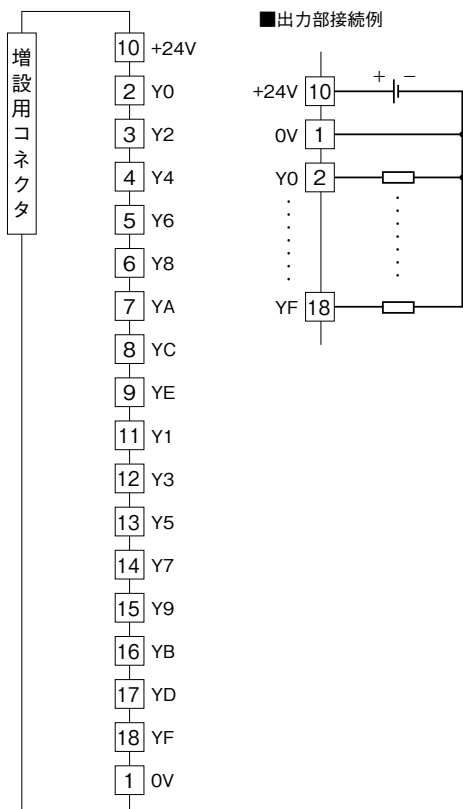 増設用コネクタ
10 +24V
2 Y0
3 Y2
4 Y4
5 Y6
6 Y8
7 YA
8 YC
9 YE
11 Y1
12 Y3
13 Y5
14 Y7
15 Y9
16 YB
17 YD
18 YF
1 0V
■出力部接続例
+ −
+24V 10
0V 1
Y0 2
YF 18